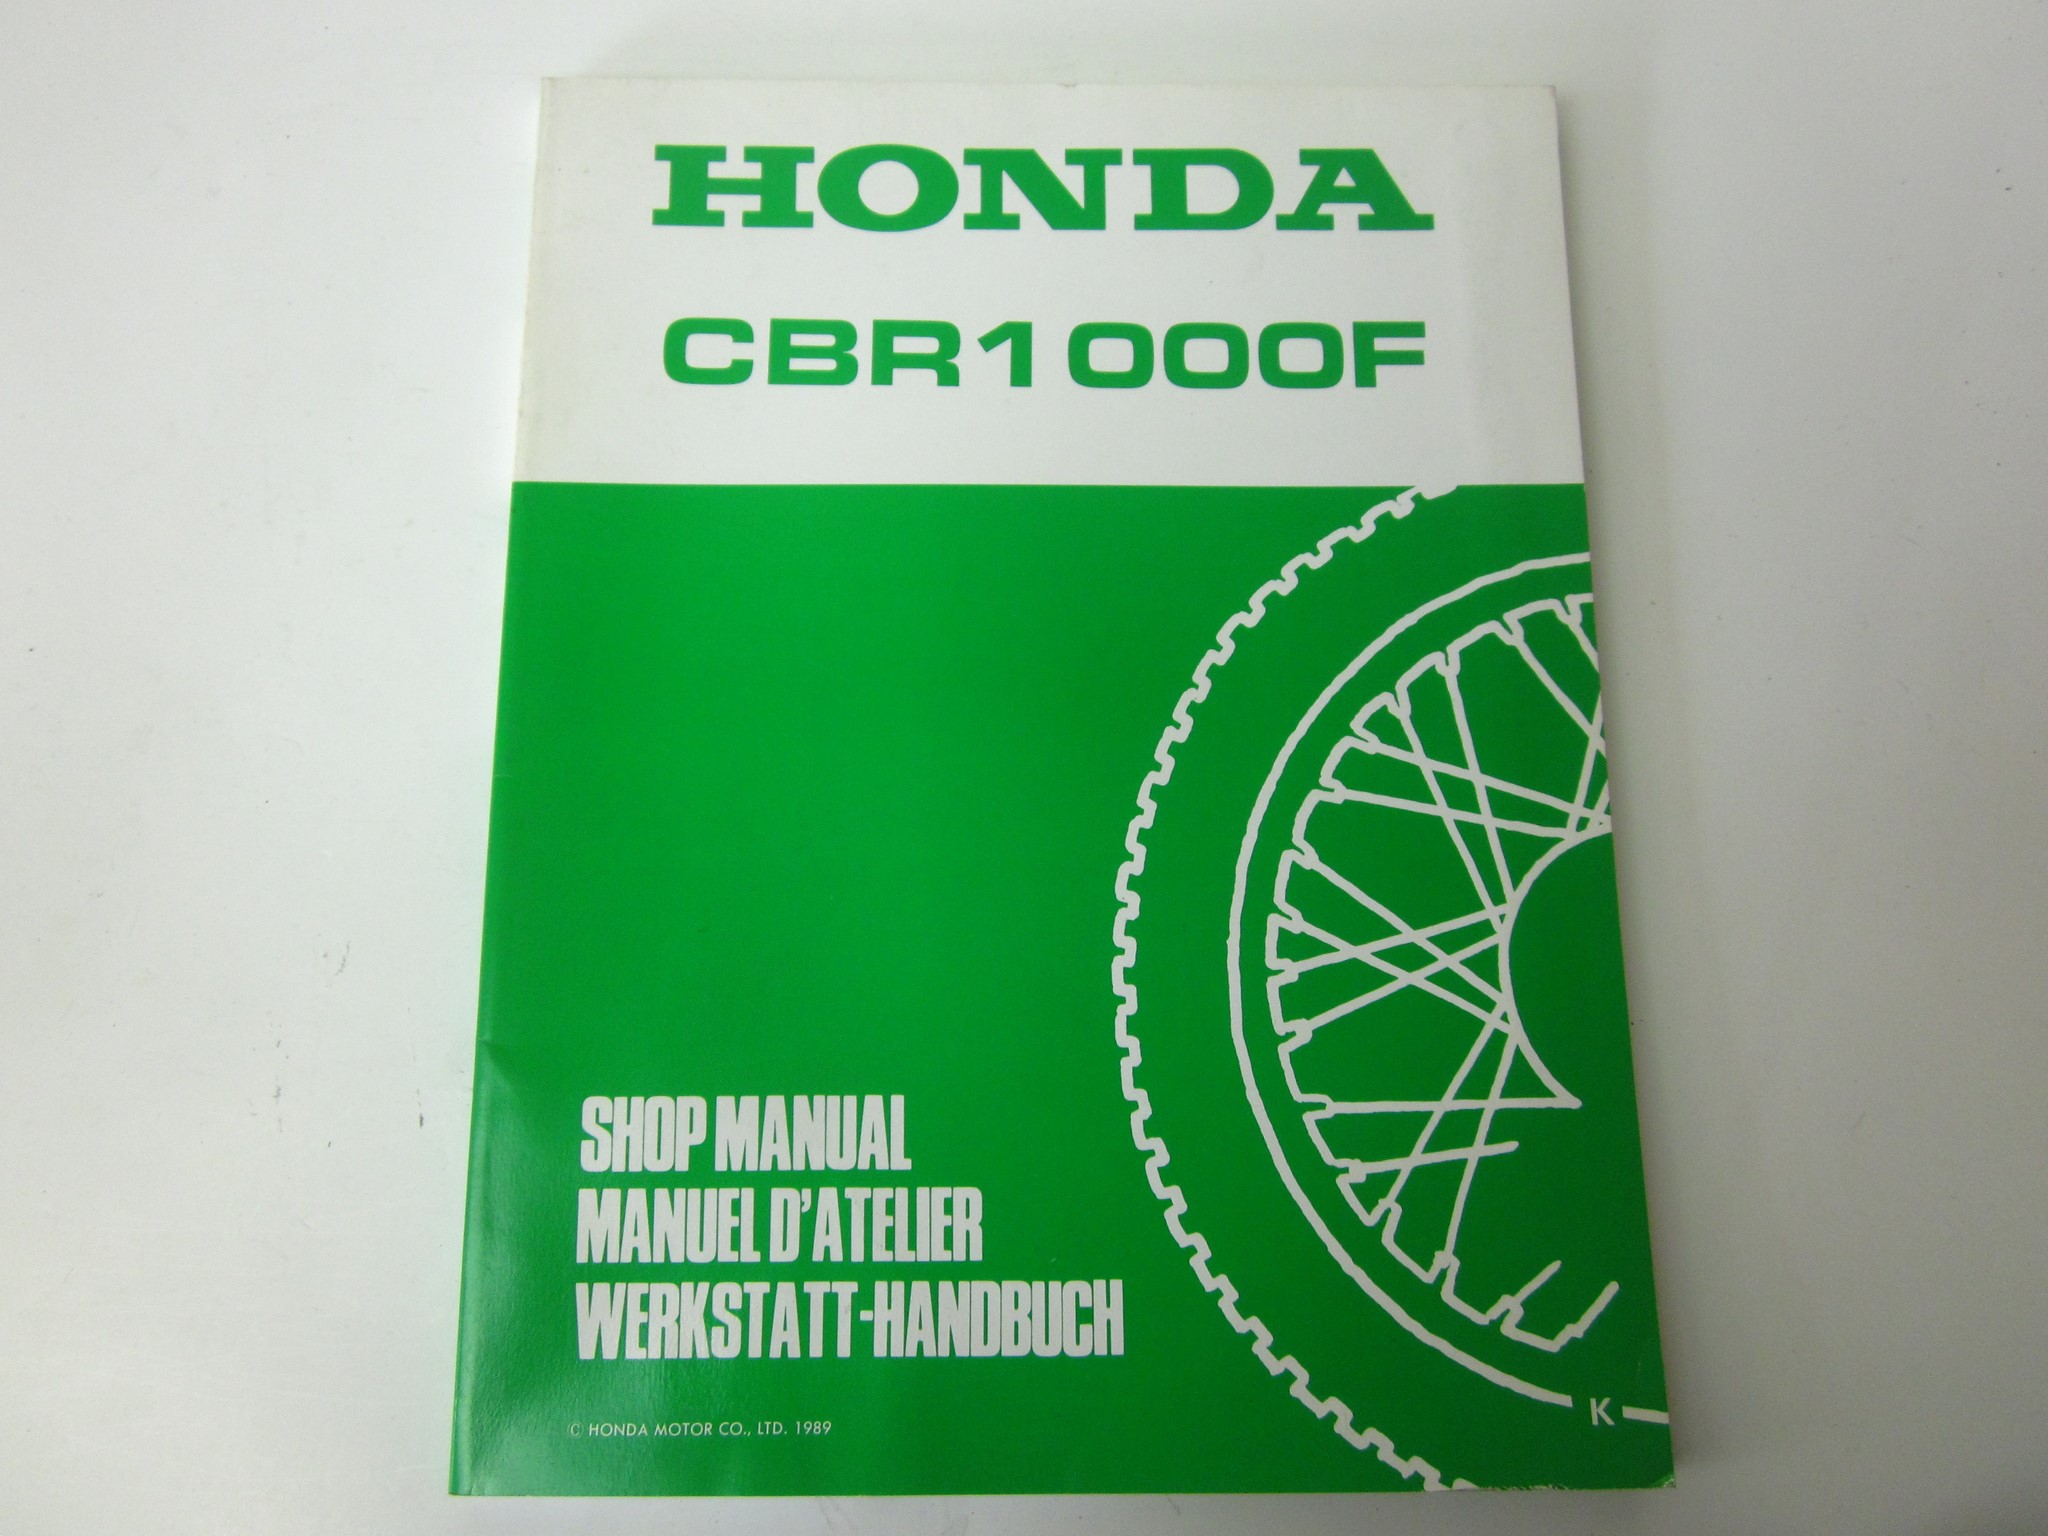 HONDA
CBR1000F
SHOP MANUAL
MANUEL D'ATELIER
WERKSTATT-HANDBUCH
© HONDA MOTOR CO., LTD. 1989
K